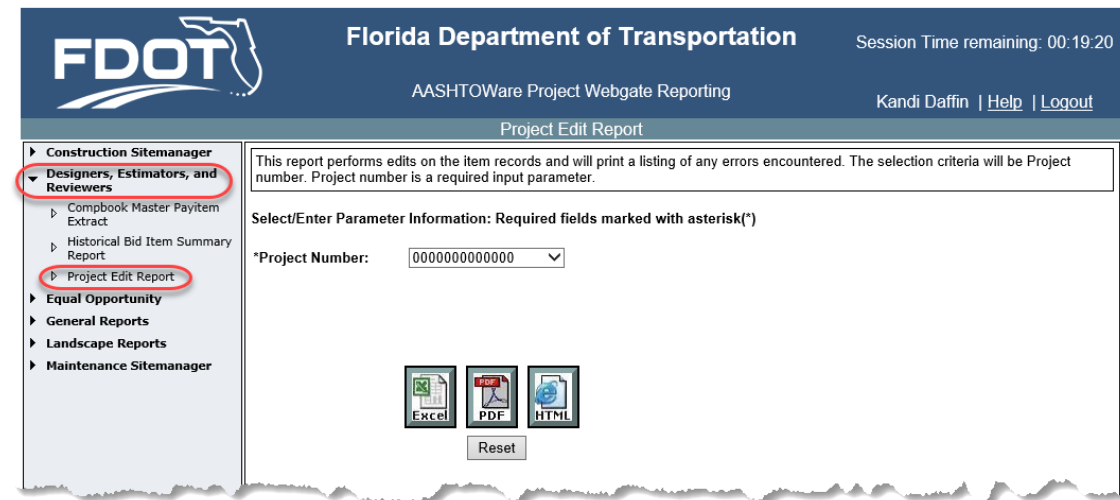 FDOT
Florida Department of Transportation
Session Time remaining: 00:19:20
AASHTOWare Project Webgate Reporting
Kandi Daffin | Help | Logout
Project Edit Report
Construction Sitemanager
Designers, Estimators, and
Reviewers
Compbook Master Payitem
Extract
Historical Bid Item Summary
Report
Project Edit Report
Equal Opportunity
General Reports
Landscape Reports
Maintenance Sitemanager
This report performs edits on the item records and will print a listing of any errors encountered. The selection criteria will be Project
number. Project number is a required input parameter.
Select/Enter Parameter Information: Required fields marked with asterisk(*)
*Project Number: 0000000000000
Excel
PDF
PDF
HTML
Reset